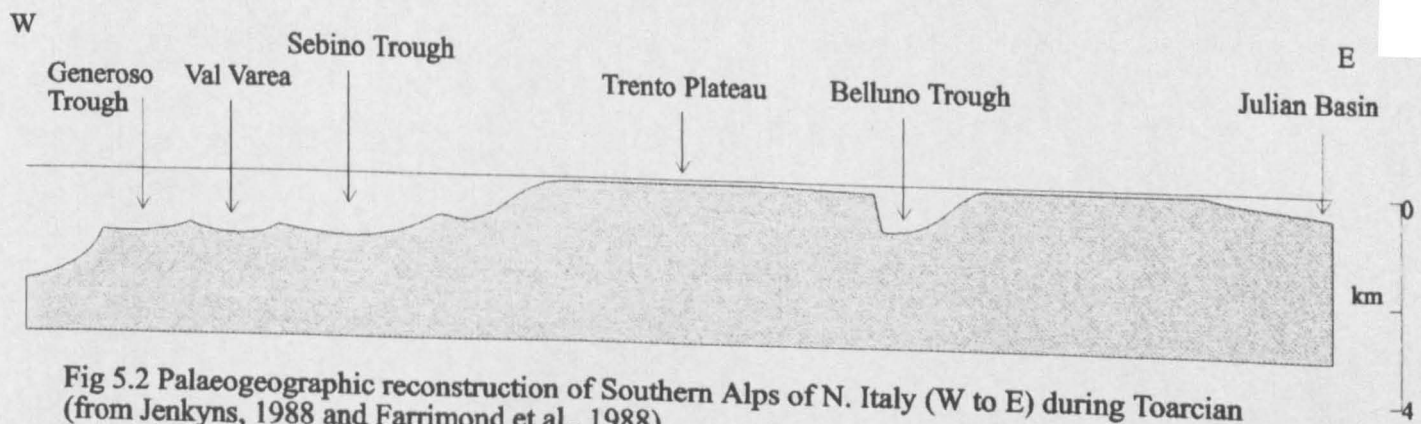 W
E
Generoso
Trough
Val Varea
Sebino Trough
Trento Plateau
Belluno Trough
Julian Basin
0
km
4
Fig 5.2 Palaeogeographic reconstruction of Southern Alps of N. Italy (W to E) during Toarcian
(from Jenkyns, 1988 and Farrimond et al., 1988)